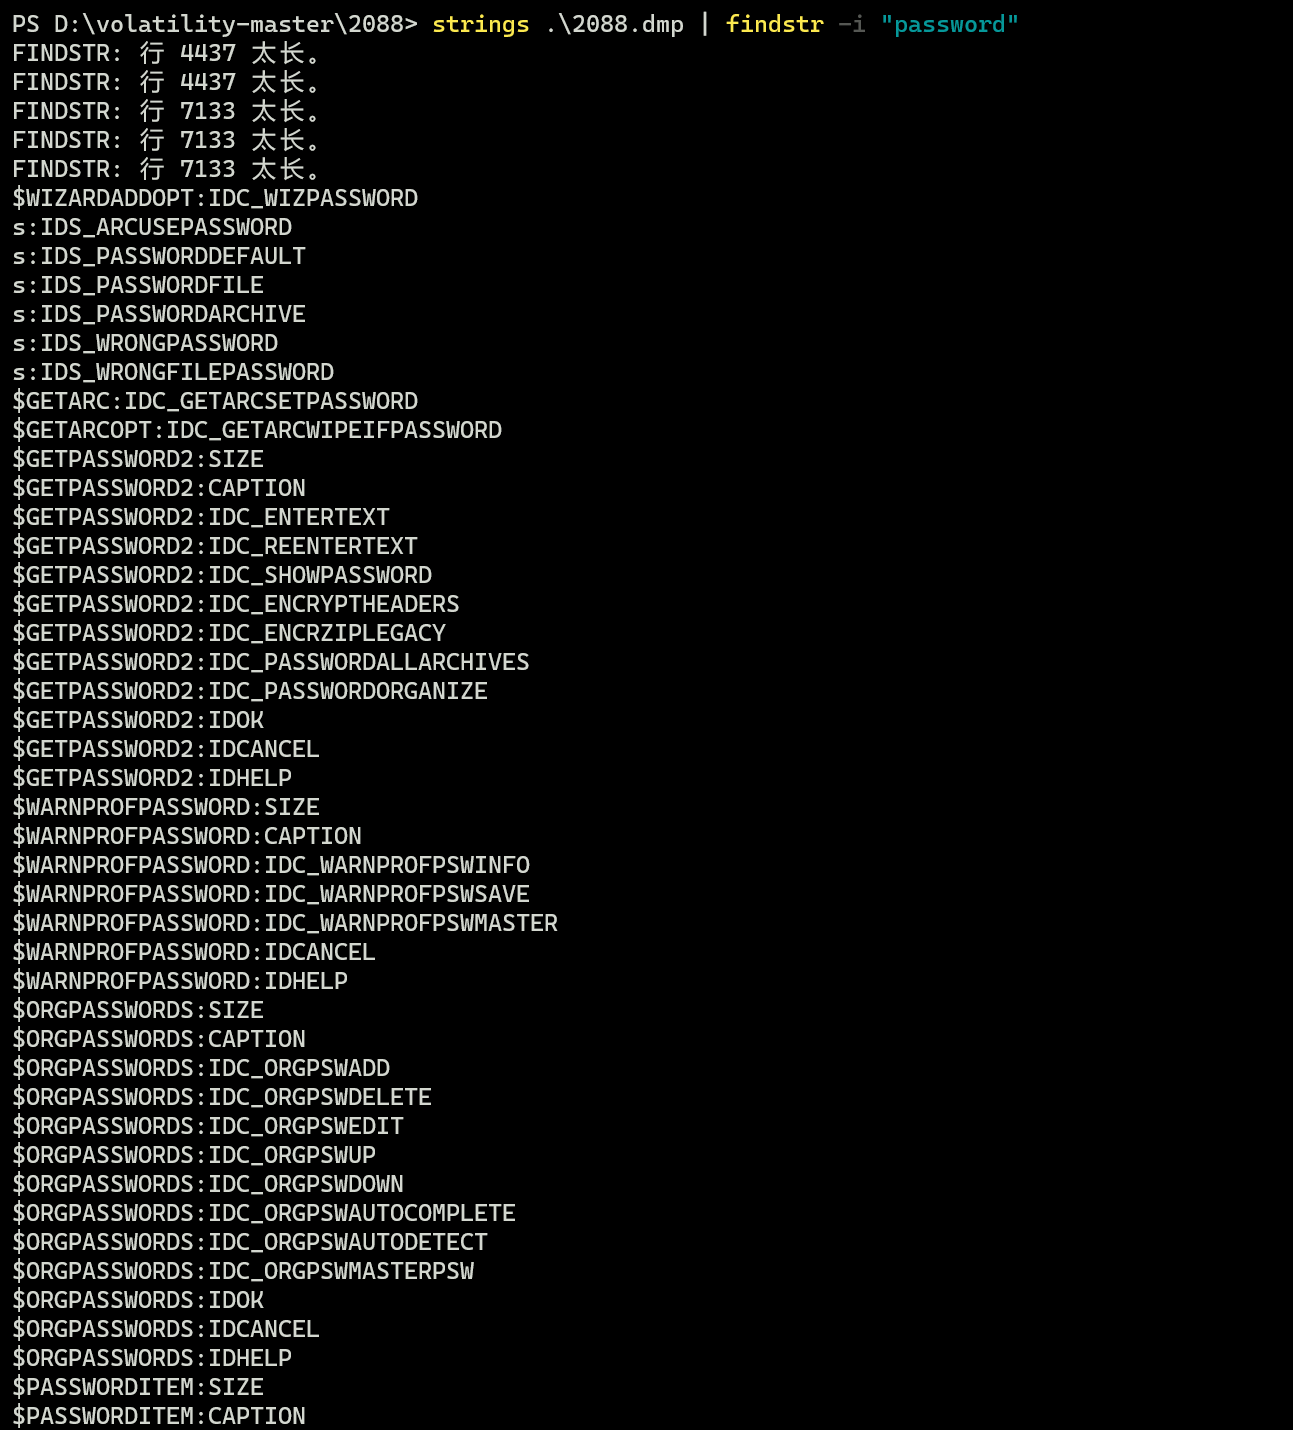 PS D:\volatility-master\2088> strings .\2088.dmp | findstr -i "password"
FINDSTR: 行 4437 太长。
FINDSTR: 行 4437 太长。
FINDSTR: 行 7133 太长。
FINDSTR: 行 7133 太长。
FINDSTR: 行 7133 太长。
$WIZARDADDOPT:IDC_WIZPASSWORD
s:IDS_ARCUSEPASSWORD
s:IDS_PASSWORDDEFAULT
s:IDS_PASSWORDFILE
s:IDS_PASSWORDARCHIVE
s:IDS_WRONGPASSWORD
s:IDS_WRONGFILEPASSWORD
$GETARC:IDC_GETARCSETPASSWORD
$GETARCOPT:IDC_GETARCWIPEIFPASSWORD
$GETPASSWORD2:SIZE
$GETPASSWORD2:CAPTION
$GETPASSWORD2:IDC_ENTERTEXT
$GETPASSWORD2:IDC_REENTERTEXT
$GETPASSWORD2:IDC_SHOWPASSWORD
$GETPASSWORD2:IDC_ENCRYPTHEADERS
$GETPASSWORD2:IDC_ENCRZIPLEGACY
$GETPASSWORD2:IDC_PASSWORDALLARCHIVES
$GETPASSWORD2:IDC_PASSWORDORGANIZE
$GETPASSWORD2:IDOK
$GETPASSWORD2:IDCANCEL
$GETPASSWORD2:IDHELP
$WARNPROFPASSWORD:SIZE
$WARNPROFPASSWORD:CAPTION
$WARNPROFPASSWORD:IDC_WARNPROFPSWINFO
$WARNPROFPASSWORD:IDC_WARNPROFPSWSAVE
$WARNPROFPASSWORD:IDC_WARNPROFPSWMASTER
$WARNPROFPASSWORD:IDCANCEL
$WARNPROFPASSWORD:IDHELP
$ORGPASSWORDS:SIZE
$ORGPASSWORDS:CAPTION
$ORGPASSWORDS:IDC_ORGPSWADD
$ORGPASSWORDS:IDC_ORGPSWDELETE
$ORGPASSWORDS:IDC_ORGPSWEDIT
$ORGPASSWORDS:IDC_ORGPSWUP
$ORGPASSWORDS:IDC_ORGPSWDOWN
$ORGPASSWORDS:IDC_ORGPSWAUTOCOMPLETE
$ORGPASSWORDS:IDC_ORGPSWAUTODETECT
$ORGPASSWORDS:IDC_ORGPSWMASTERPSW
$ORGPASSWORDS:IDOK
$ORGPASSWORDS:IDCANCEL
$ORGPASSWORDS:IDHELP
$PASSWORDITEM:SIZE
$PASSWORDITEM:CAPTION